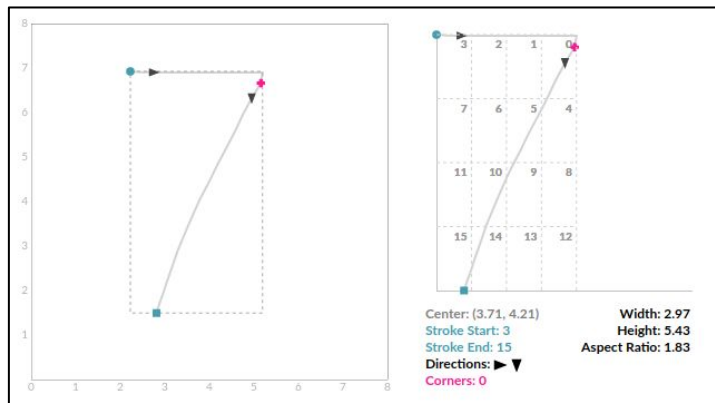 8
7
6
5
4
3
2
1
0 1 2 3 4 5 6 7 8
3 2 1 0
7 6 5 4
11 10 9 8
15 14 13 12
Center: (3.71, 4.21)
Stroke Start: 3
Stroke End: 15
Directions:
Corners: 0
Width: 2.97
Height: 5.43
Aspect Ratio: 1.83